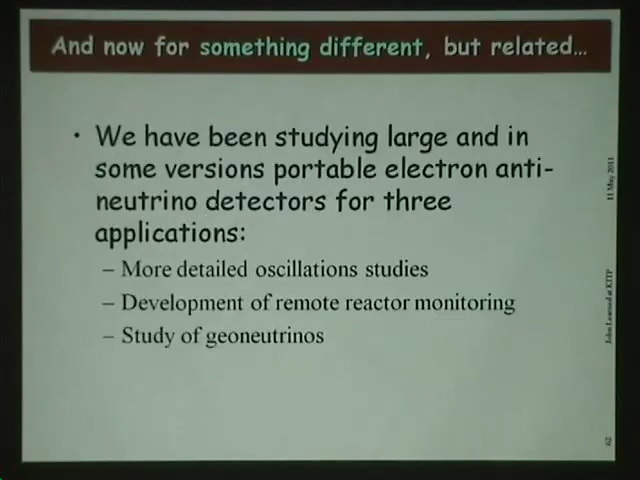 And now for something different, but related…
• We have been studying large and in
some versions portable electron anti-
neutrino detectors for three
applications:
– More detailed oscillations studies
– Development of remote reactor monitoring
– Study of geoneutrinos
11 May 2011
John Learned at KITP
62